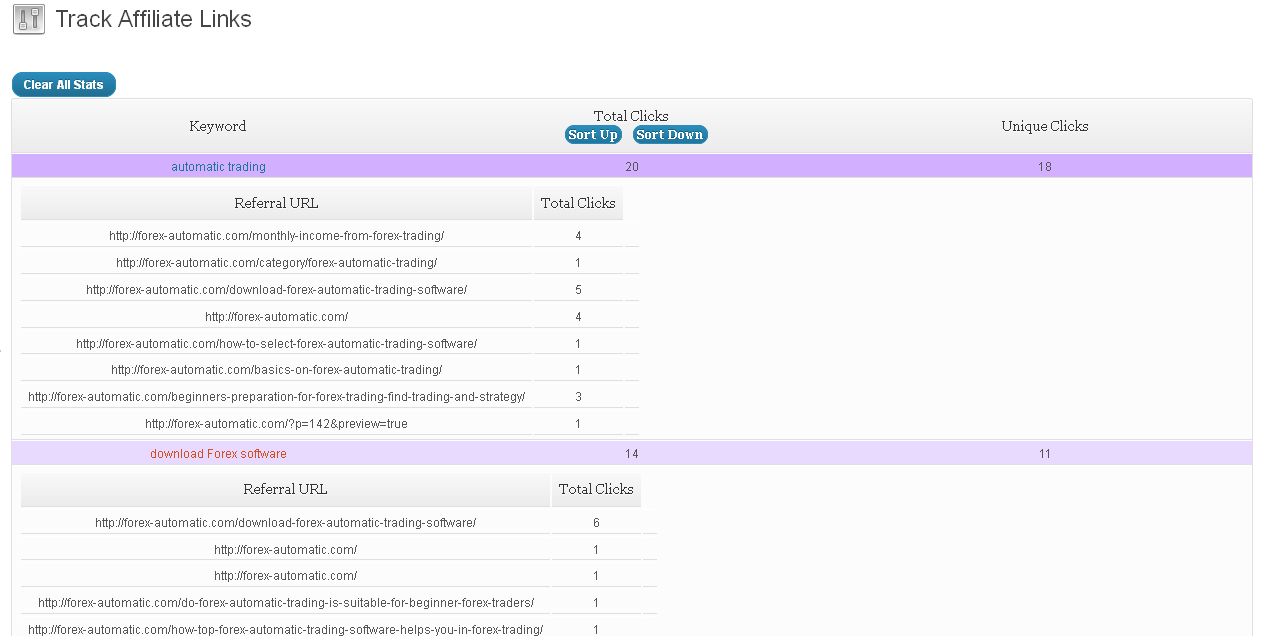 Track Affiliate Links
Clear All Stats
Keyword Total Clicks Unique Clicks
Sort Up Sort Down
automatic trading 20 18
Referral URL Total Clicks
http://forex-automatic.com/monthly-income-from-forex-trading/ 4
http://forex-automatic.com/category/forex-automatic-trading/ 1
http://forex-automatic.com/download-forex-automatic-trading-software/ 5
http://forex-automatic.com/ 4
http://forex-automatic.com/how-to-select-forex-automatic-trading-software/ 1
http://forex-automatic.com/basics-on-forex-automatic-trading/ 1
http://forex-automatic.com/beginners-preparation-for-forex-trading-find-trading-and-strategy/ 3
http://forex-automatic.com/?p=142&preview=true 1
download Forex software 14 11
Referral URL Total Clicks
http://forex-automatic.com/download-forex-automatic-trading-software/ 6
http://forex-automatic.com/ 1
http://forex-automatic.com/ 1
http://forex-automatic.com/do-forex-automatic-trading-is-suitable-for-beginner-forex-traders/ 1
http://forex-automatic.com/how-top-forex-automatic-trading-software-helps-you-in-forex-trading/ 1